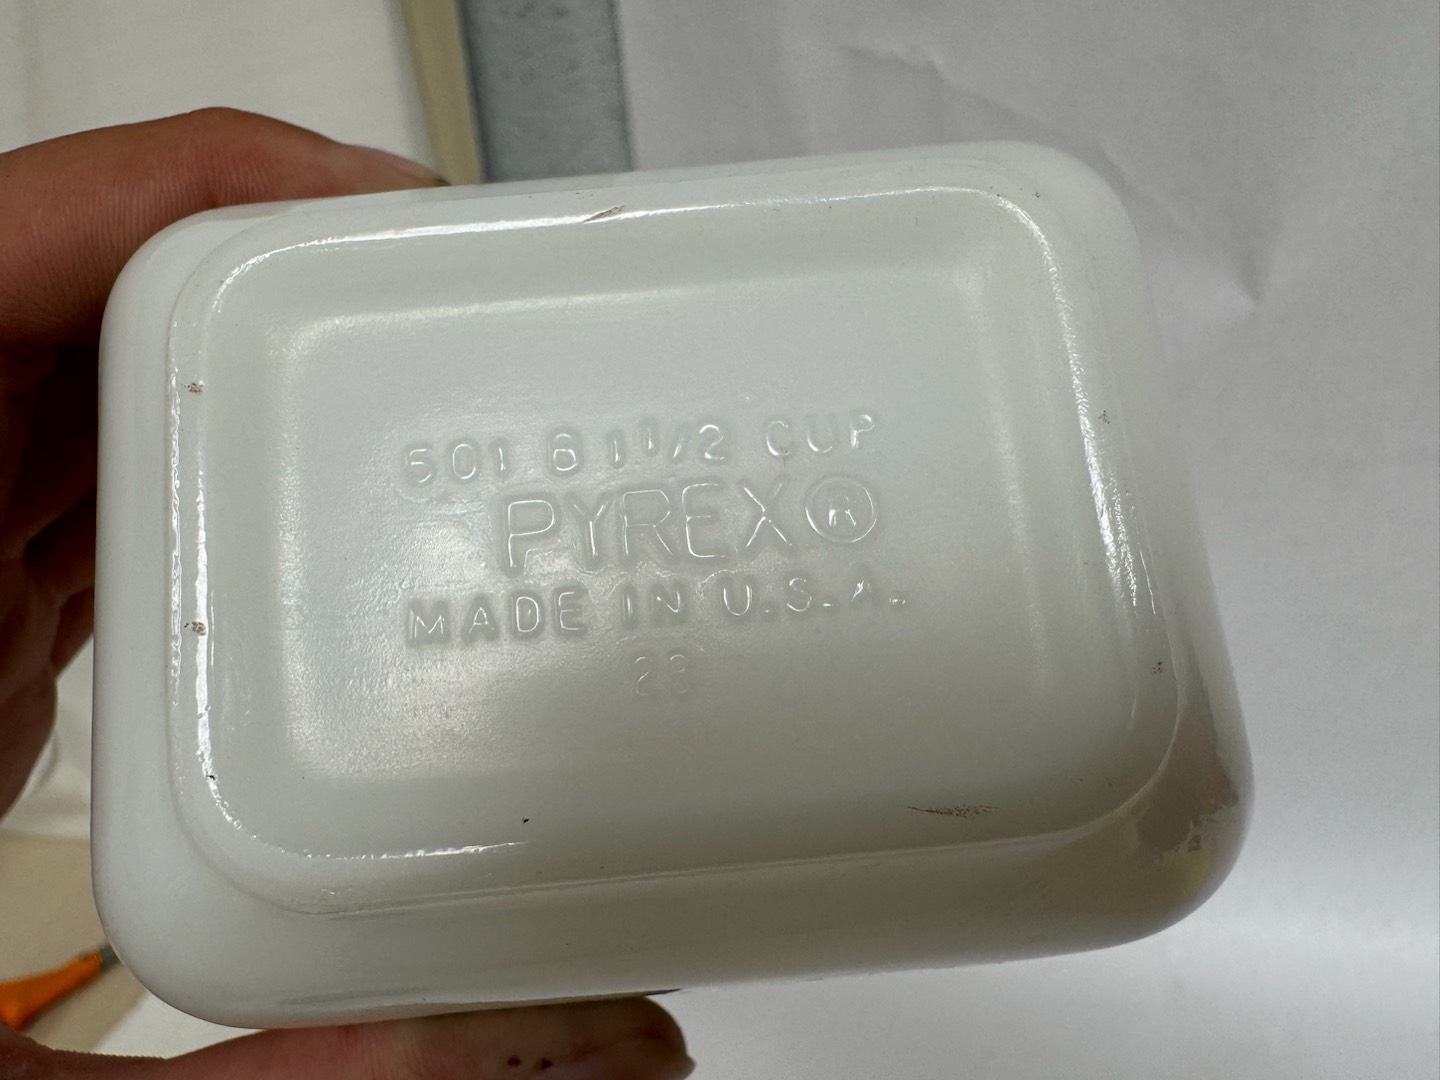 501 B 1 1/2 CUP
PYREX ®
MADE IN U.S.A.
28